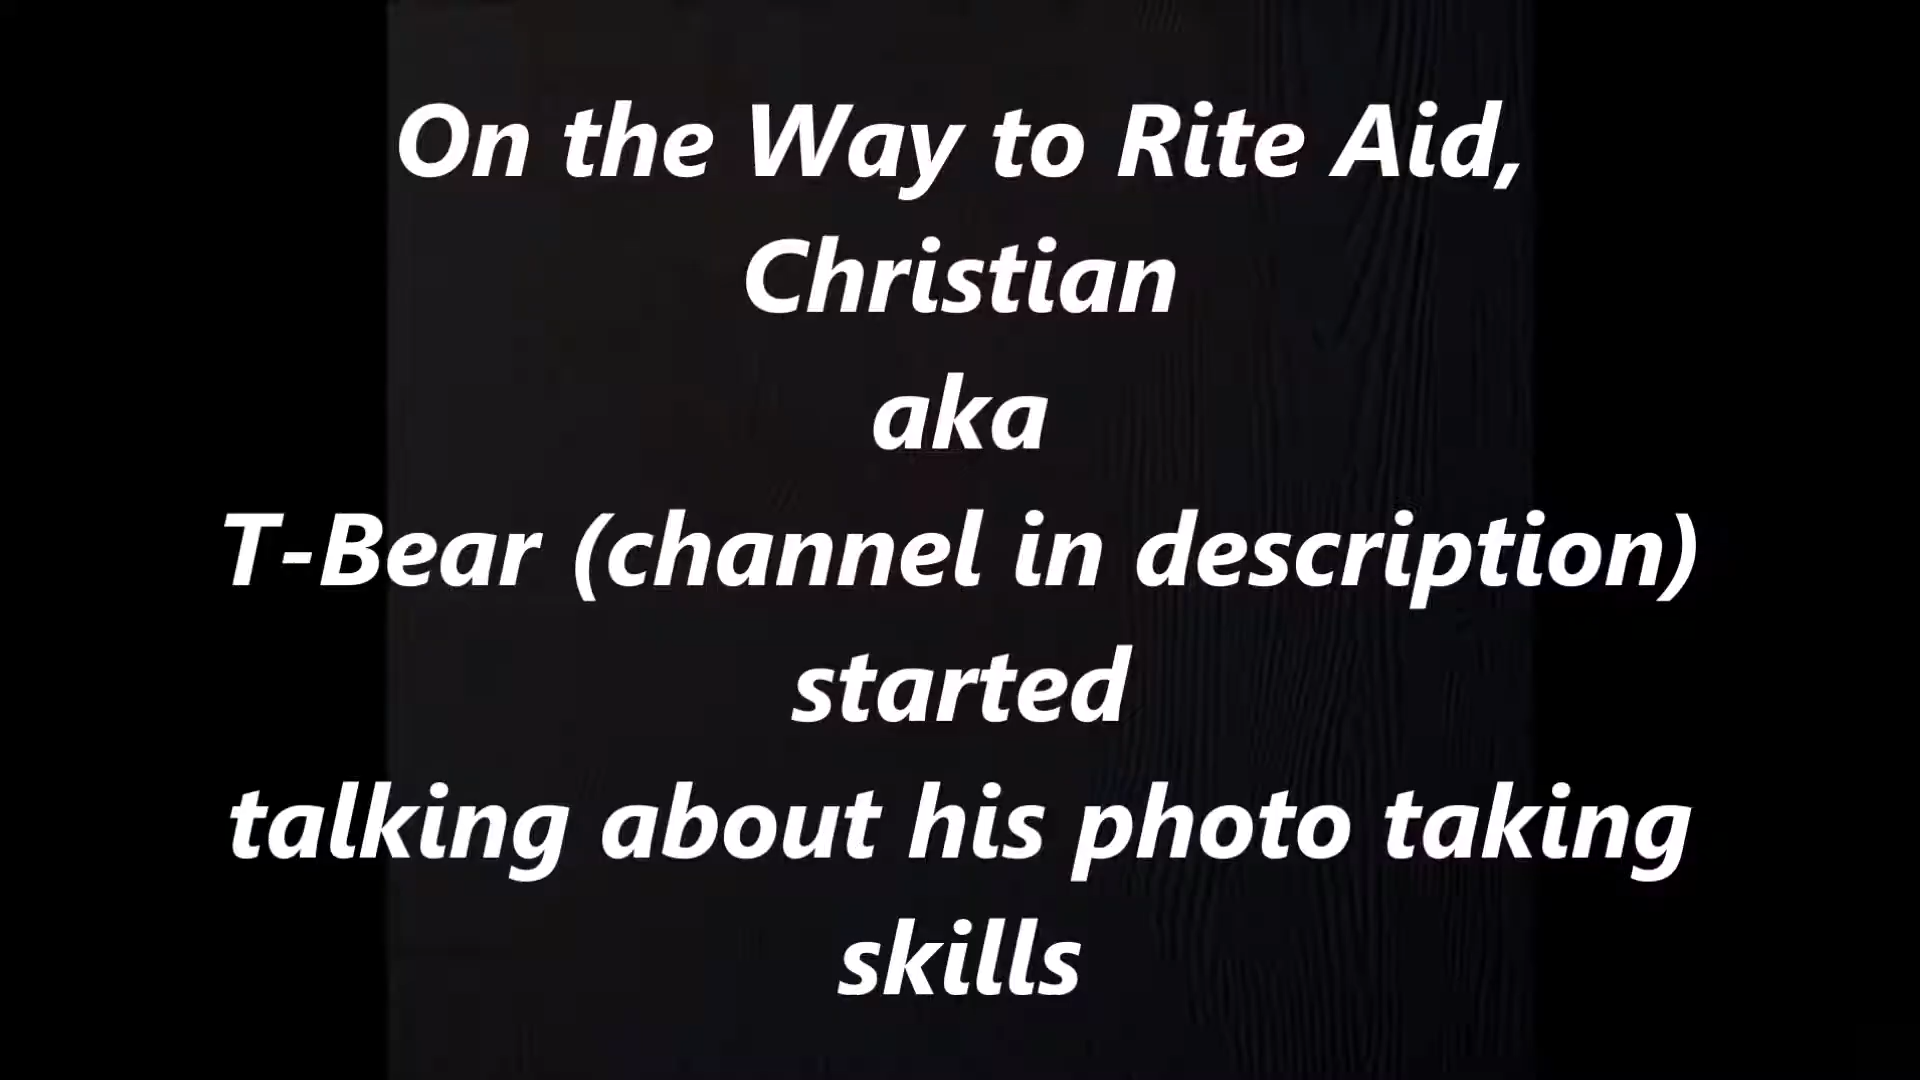 On the Way to Rite Aid,
Christian
aka
T-Bear (channel in description)
started
talking about his photo taking
skills